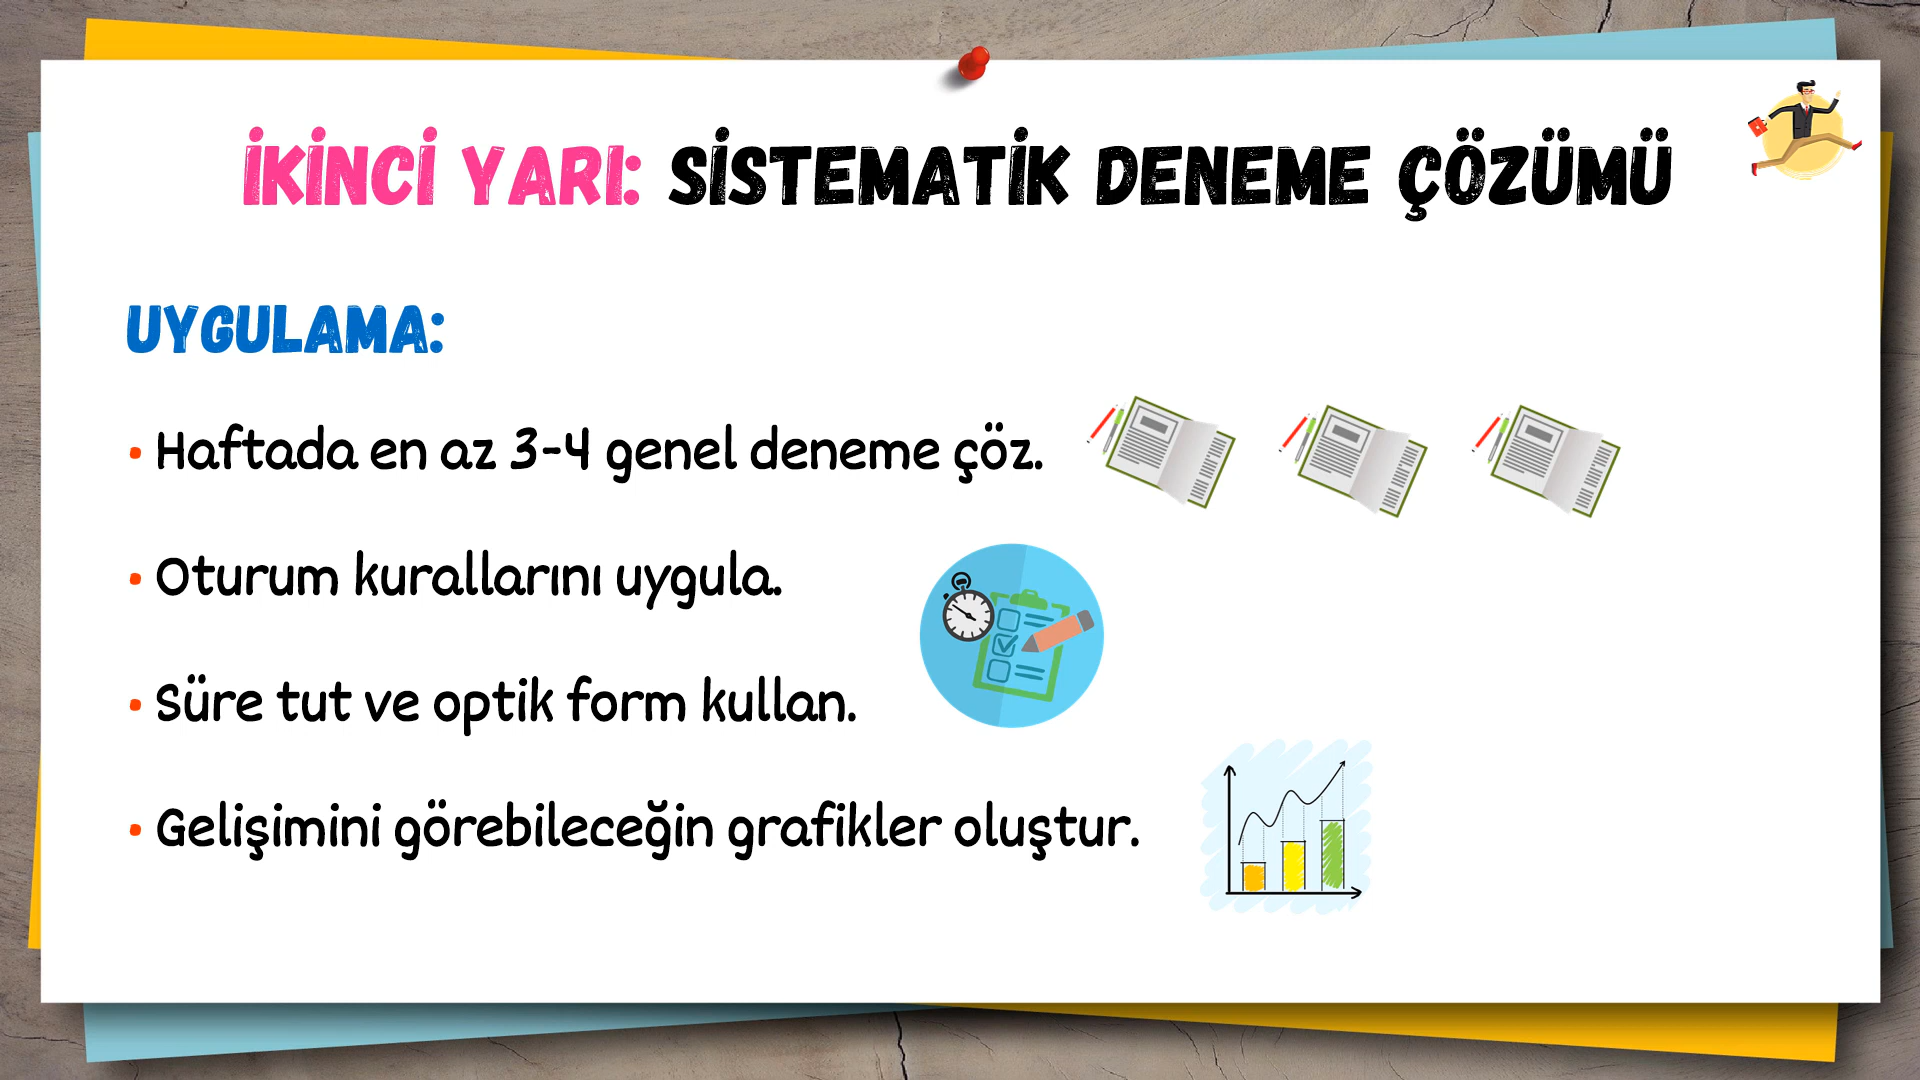 İKİNCİ YARI: SİSTEMATİK DENEME ÇÖZÜMÜ
UYGULAMA:
• Haftada en az 3-4 genel deneme çöz.
• Oturum kurallarını uygula.
• Süre tut ve optik form kullan.
• Gelişimini görebileceğin grafikler oluştur.